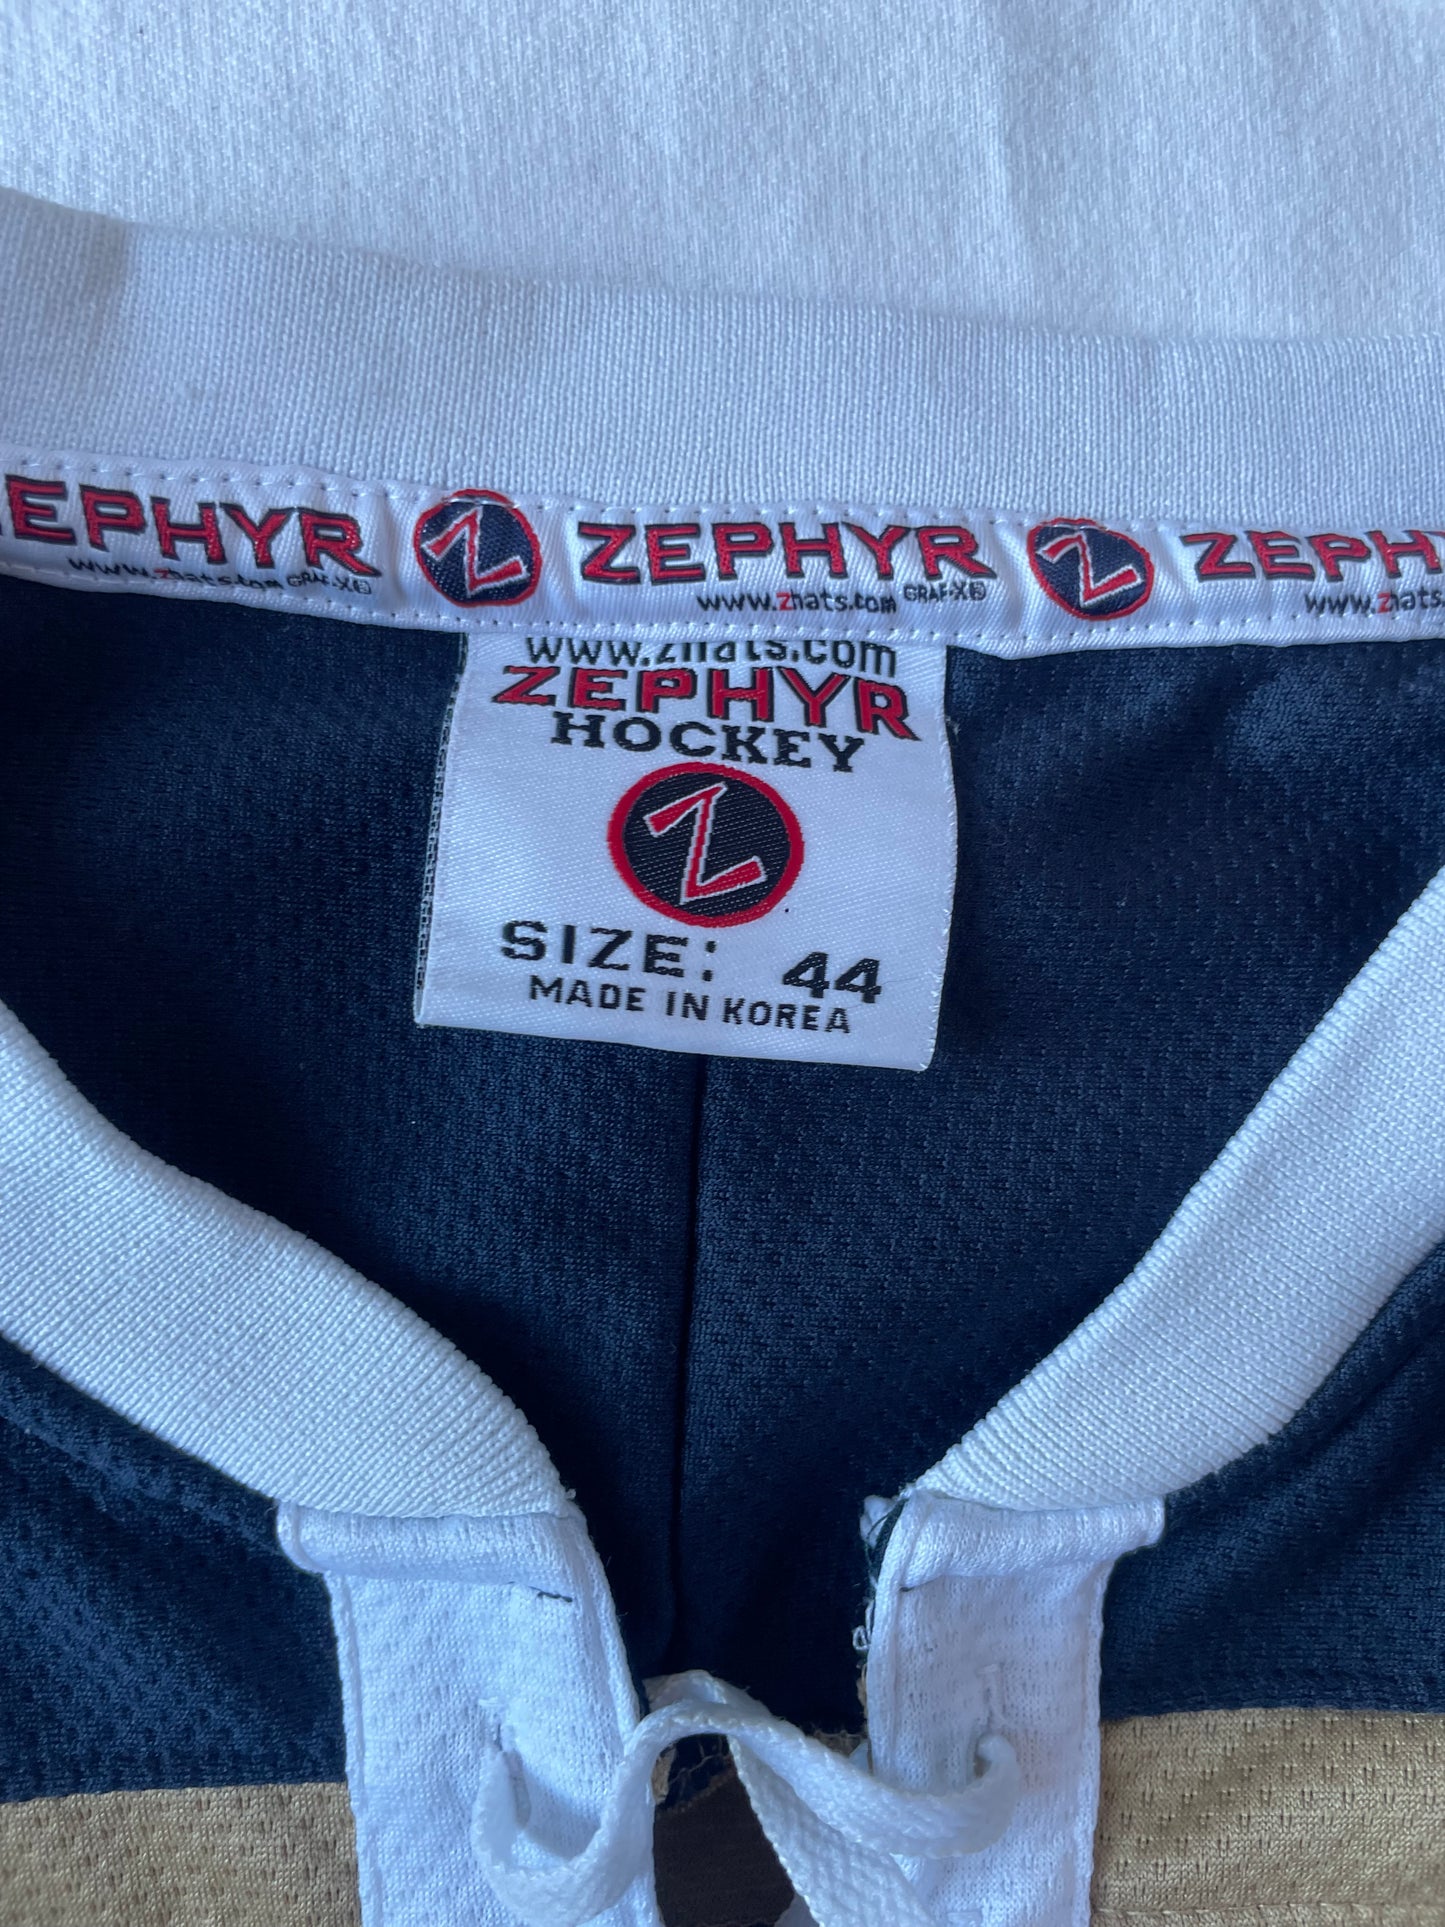 ZEPHYR Z ZEPHYR Z ZEPH
www.zhats.com GRAF-X® www.zhats.com GRAF-X® www.zhats.
www.zhats.com
ZEPHYR
HOCKEY
Z
SIZE: 44
MADE IN KOREA